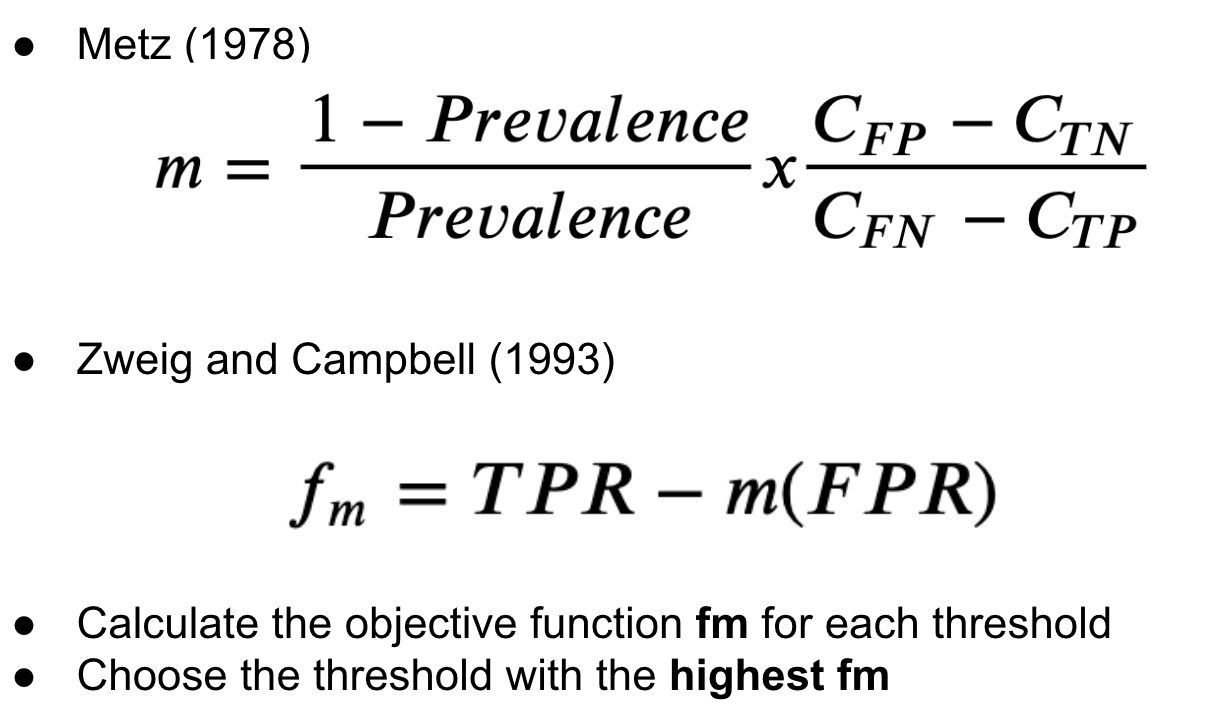 ● Metz (1978)
m = \frac{1 - Prevalence}{Prevalence} x \frac{C_{FP} - C_{TN}}{C_{FN} - C_{TP}}
● Zweig and Campbell (1993)
f_m = TPR - m(FPR)
● Calculate the objective function fm for each threshold
● Choose the threshold with the highest fm